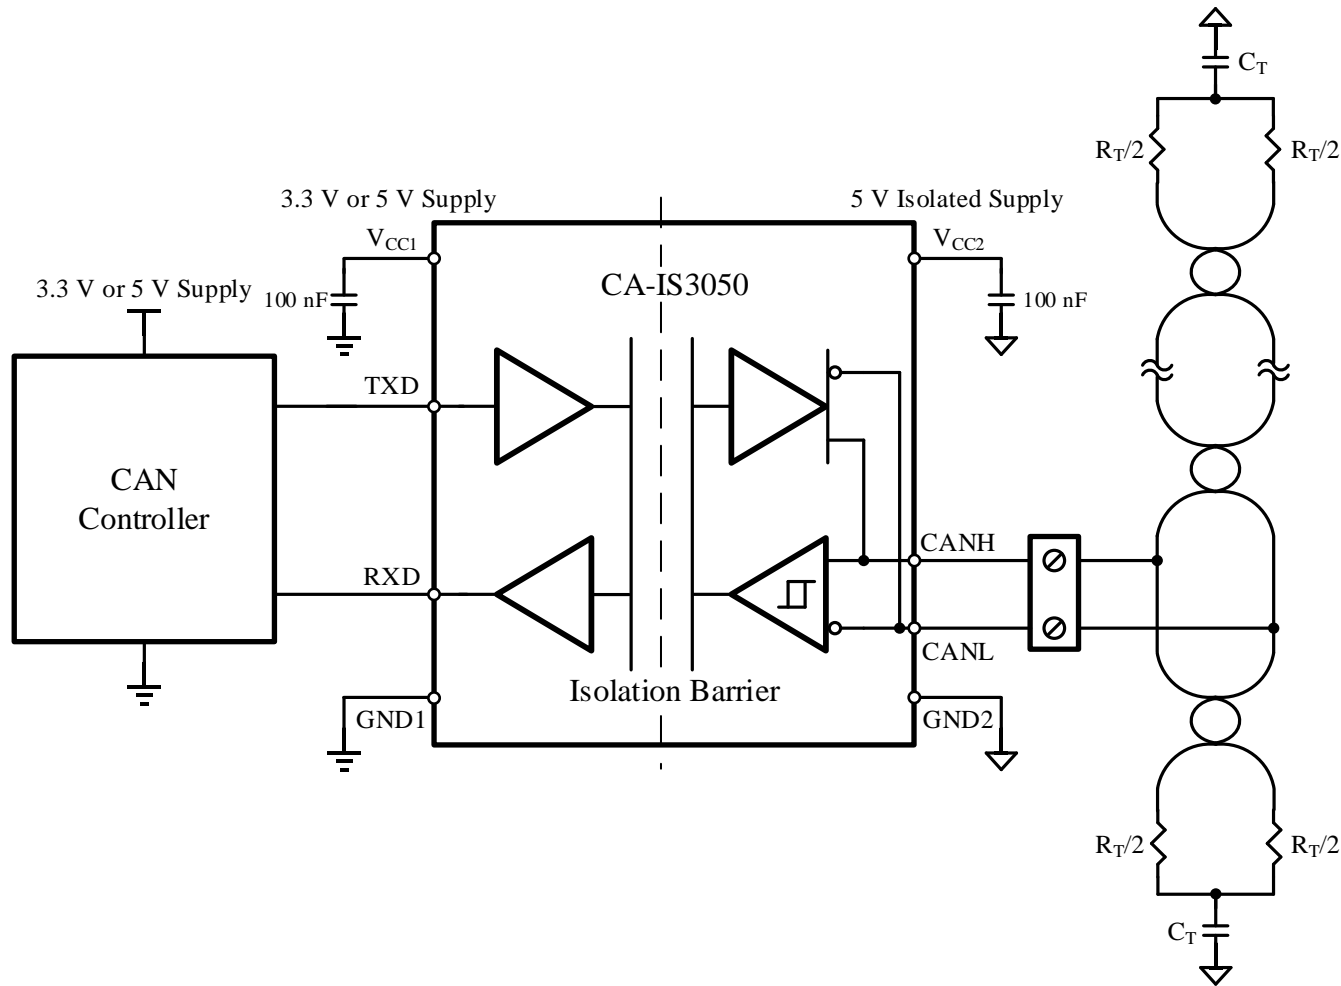 C_T
R_T/2
R_T/2
3.3 V or 5 V Supply
5 V Isolated Supply
V_CC1
V_CC2
3.3 V or 5 V Supply
100 nF
CA-IS3050
100 nF
TXD
CAN
Controller
CANH
RXD
CANL
Isolation Barrier
GND1
GND2
R_T/2
R_T/2
C_T